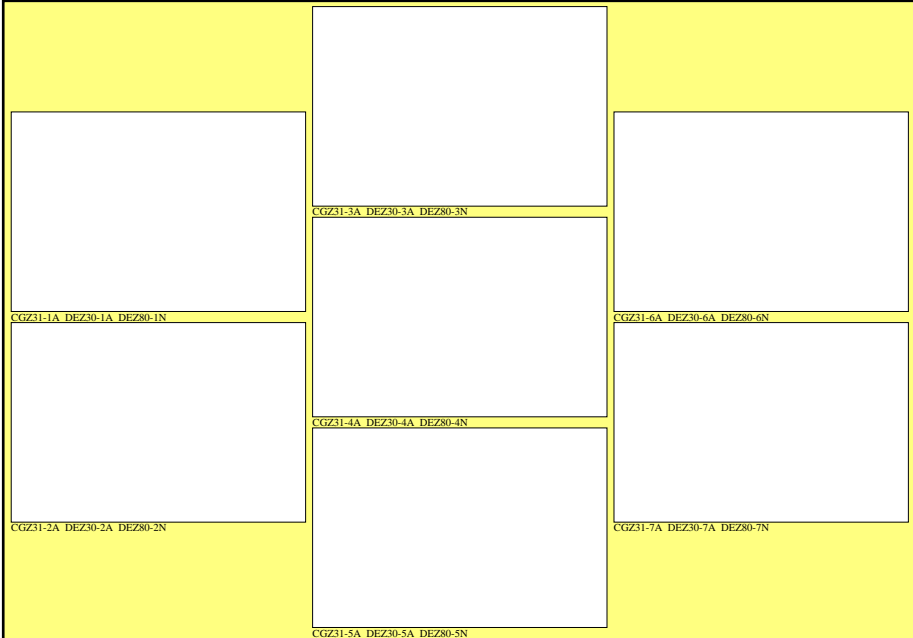 CGZ31-3A DEZ30-3A DEZ80-3N
CGZ31-1A DEZ30-1A DEZ80-1N
CGZ31-6A DEZ30-6A DEZ80-6N
CGZ31-4A DEZ30-4A DEZ80-4N
CGZ31-2A DEZ30-2A DEZ80-2N
CGZ31-7A DEZ30-7A DEZ80-7N
CGZ31-5A DEZ30-5A DEZ80-5N